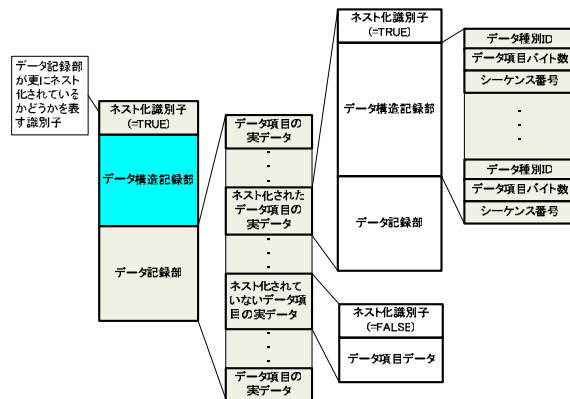 データ記録部
が更にネスト
化されている
かどうかを表
す識別子
ネスト化識別子
(=TRUE)
データ構造記録部
データ記録部
データ項目の
実データ
・
・
・
ネスト化された
データ項目の
実データ
・
・
・
ネスト化されて
いないデータ項
目の実データ
・
・
・
データ項目の
実データ
ネスト化識別子
(=TRUE)
データ構造記録部
データ記録部
ネスト化識別子
(=FALSE)
データ項目データ
データ種別ID
データ項目バイト数
シーケンス番号
・
・
・
データ種別ID
データ項目バイト数
シーケンス番号